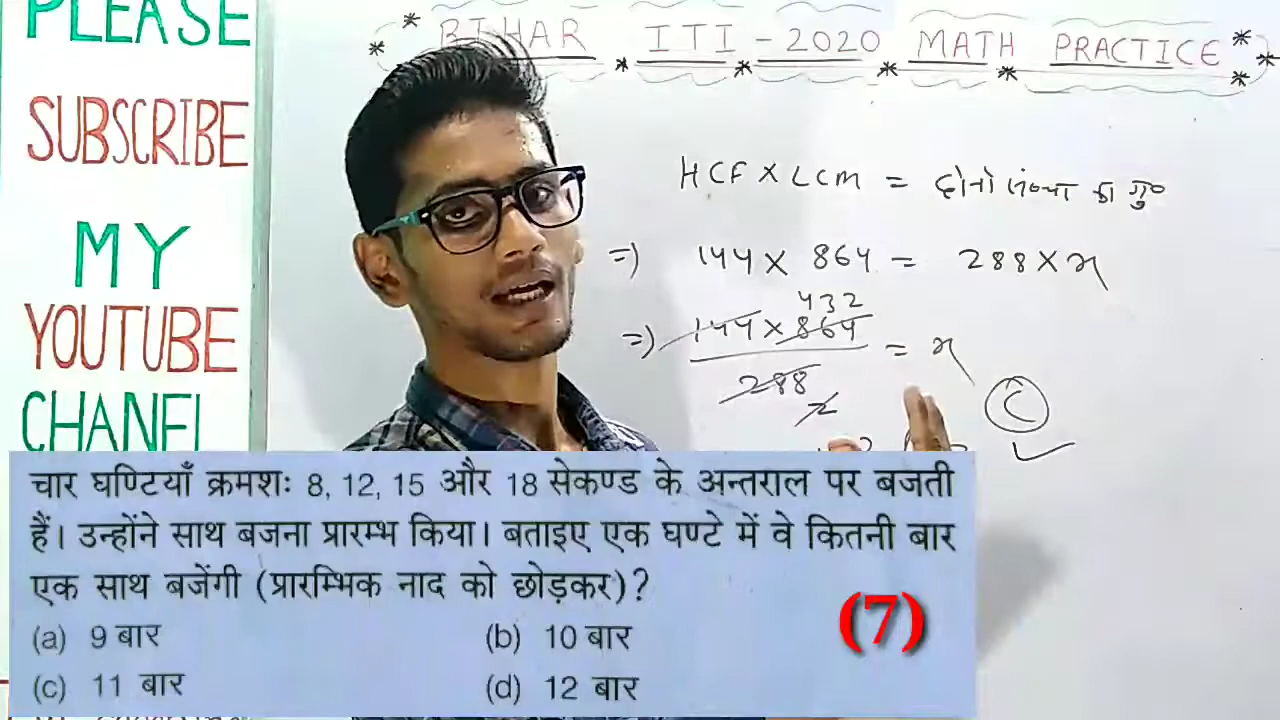 PLEASE
SUBSCRIBE
MY
YOUTUBE
CHANEL
BIHAR ITI - 2020 MATH PRACTICE
HCF X LCM = दोनो संख्या का गु०
=) 144 X 864 = 288 X x
432
=) 144 X 864 = x
288
2
C
चार घण्टियाँ क्रमशः 8, 12, 15 और 18 सेकण्ड के अन्तराल पर बजती
हैं। उन्होंने साथ बजना प्रारम्भ किया। बताइए एक घण्टे में वे कितनी बार
एक साथ बजेंगी (प्रारम्भिक नाद को छोड़कर)?
(7)
(a) 9 बार (b) 10 बार
(c) 11 बार (d) 12 बार